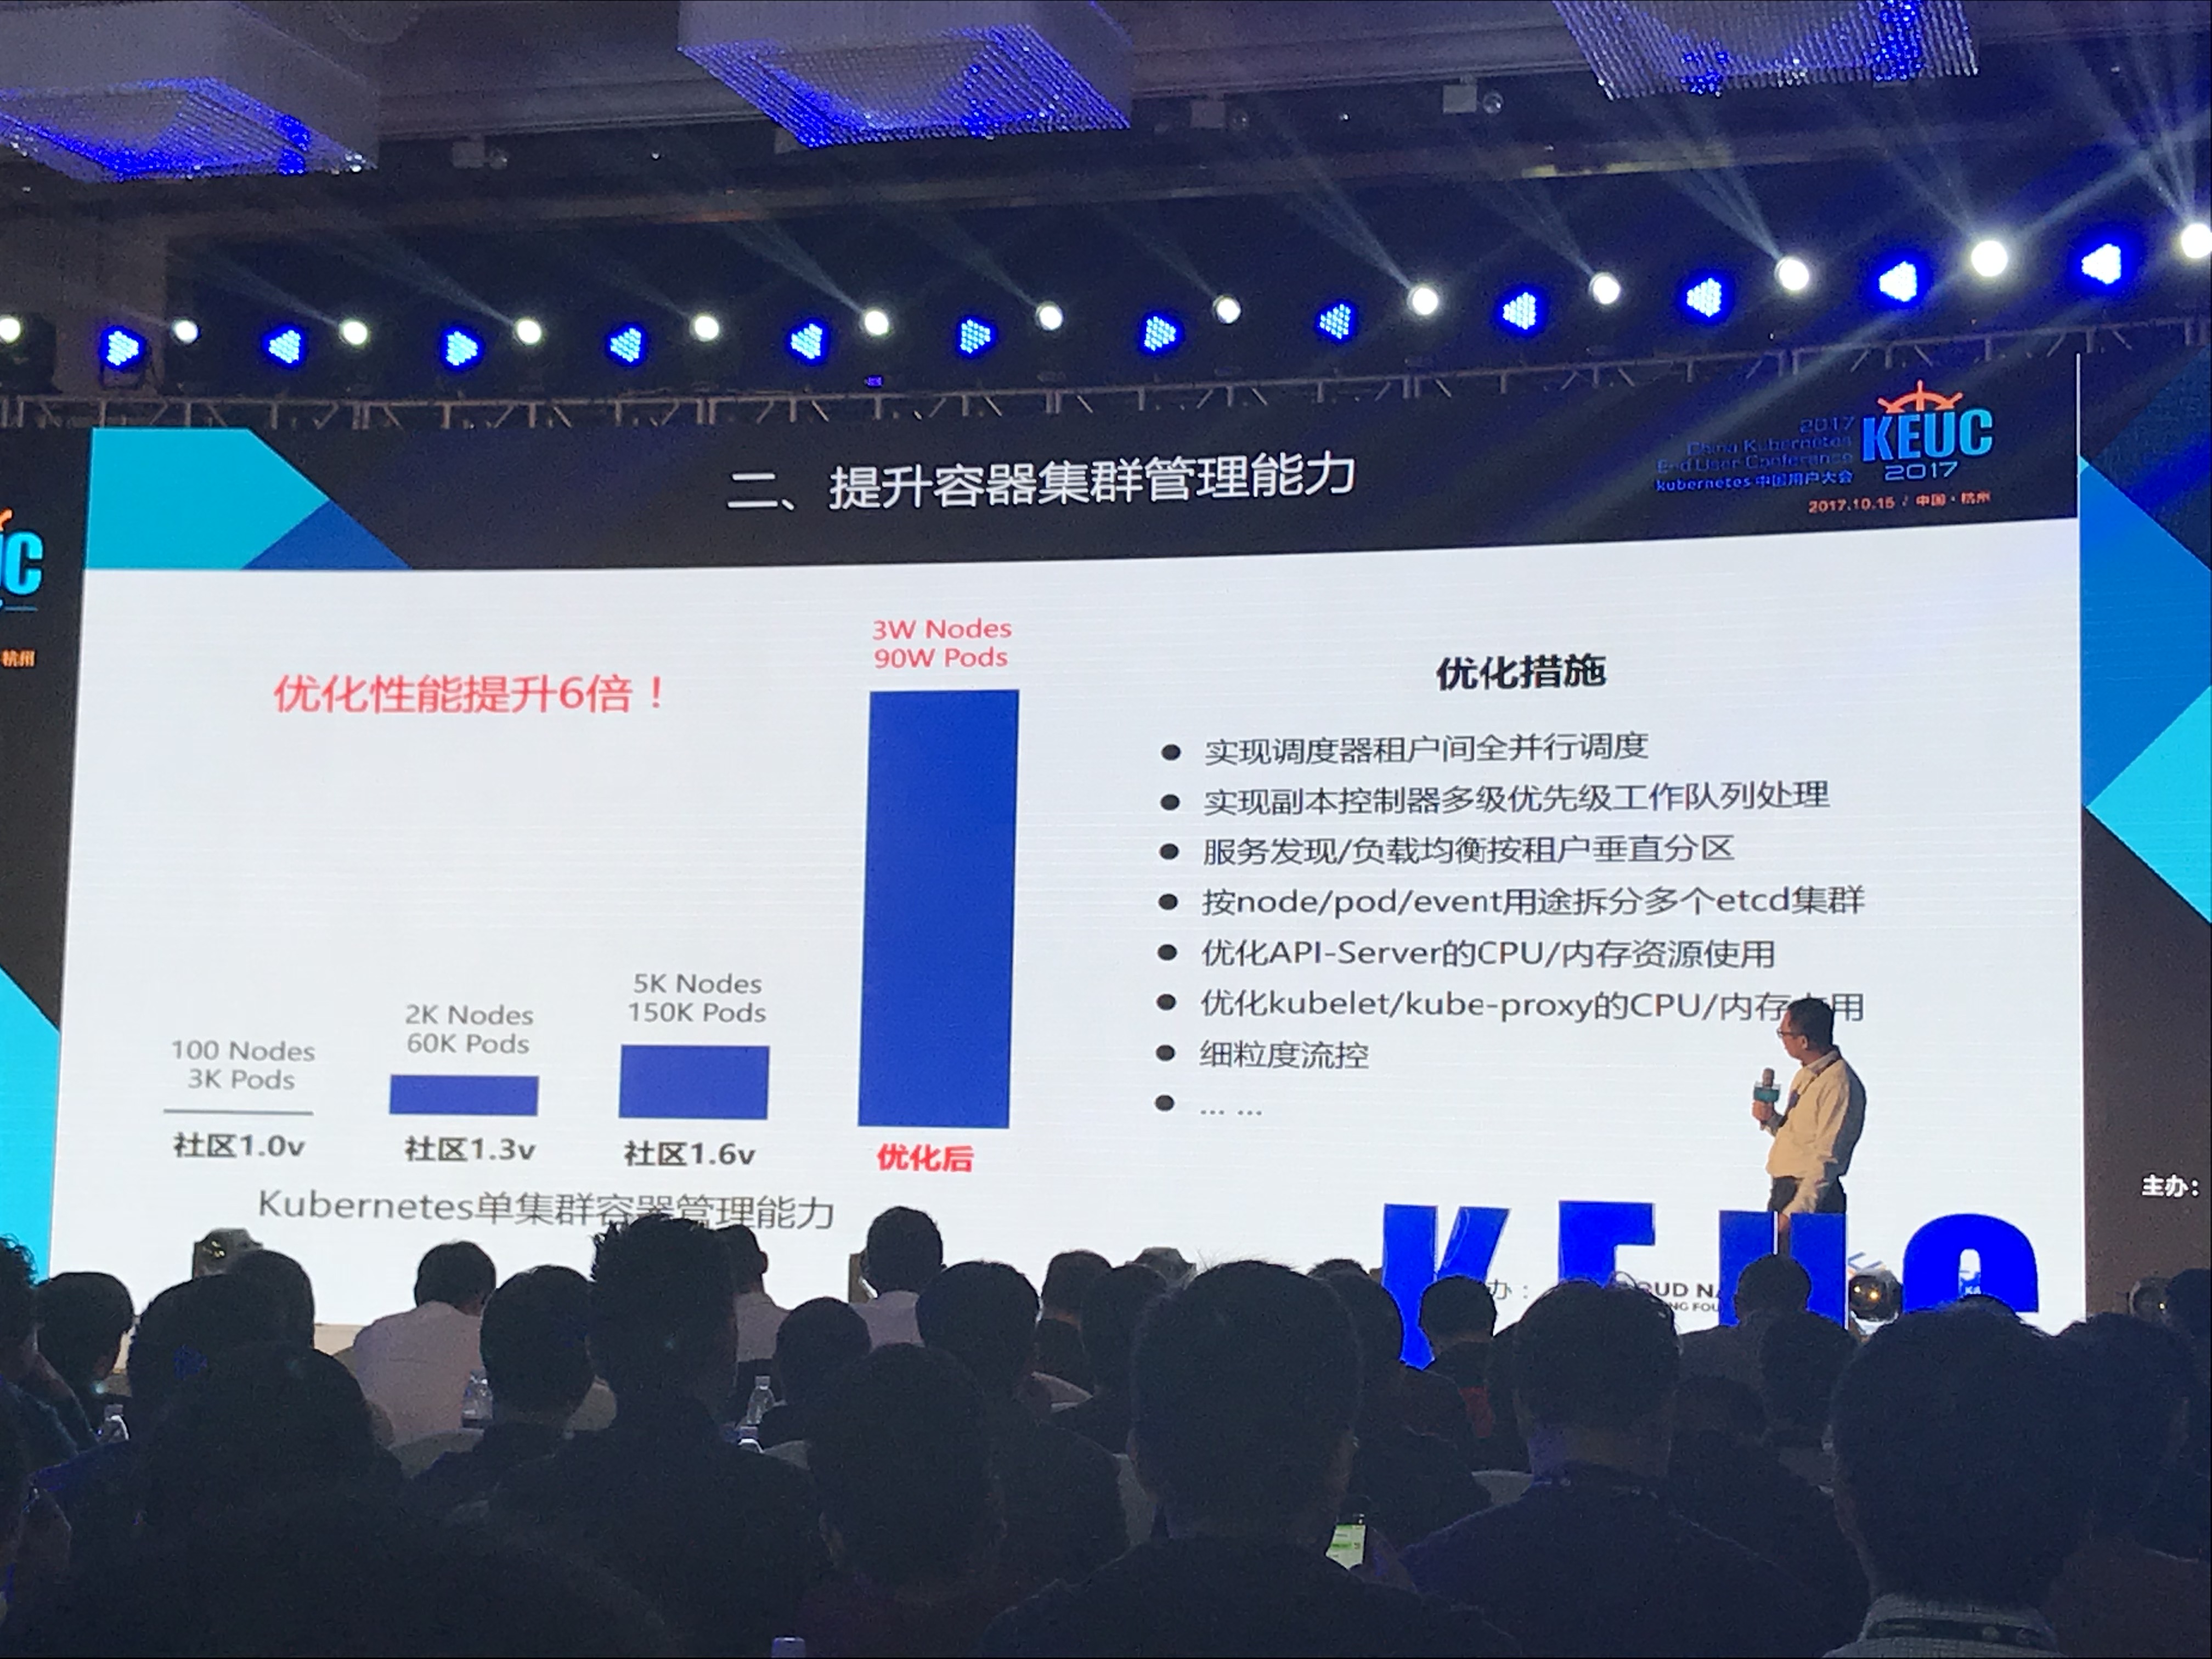 二、提升容器集群管理能力
2017
China Kubernetes
End User Conference
kubernetes 中国用户大会
KEUC
2017
2017.10.15 / 中国·杭州
UC
杭州
优化性能提升6倍！
3W Nodes
90W Pods
5K Nodes
150K Pods
2K Nodes
60K Pods
100 Nodes
3K Pods
社区1.0v
社区1.3v
社区1.6v
优化后
Kubernetes单集群容器管理能力
优化措施
● 实现调度器租户间全并行调度
● 实现副本控制器多级优先级工作队列处理
● 服务发现/负载均衡按租户垂直分区
● 按node/pod/event用途拆分多个etcd集群
● 优化API-Server的CPU/内存资源使用
● 优化kubelet/kube-proxy的CPU/内存 用
● 细粒度流控
● ... ...
主办：
KEUC
办：
OUD NA
NG FOU